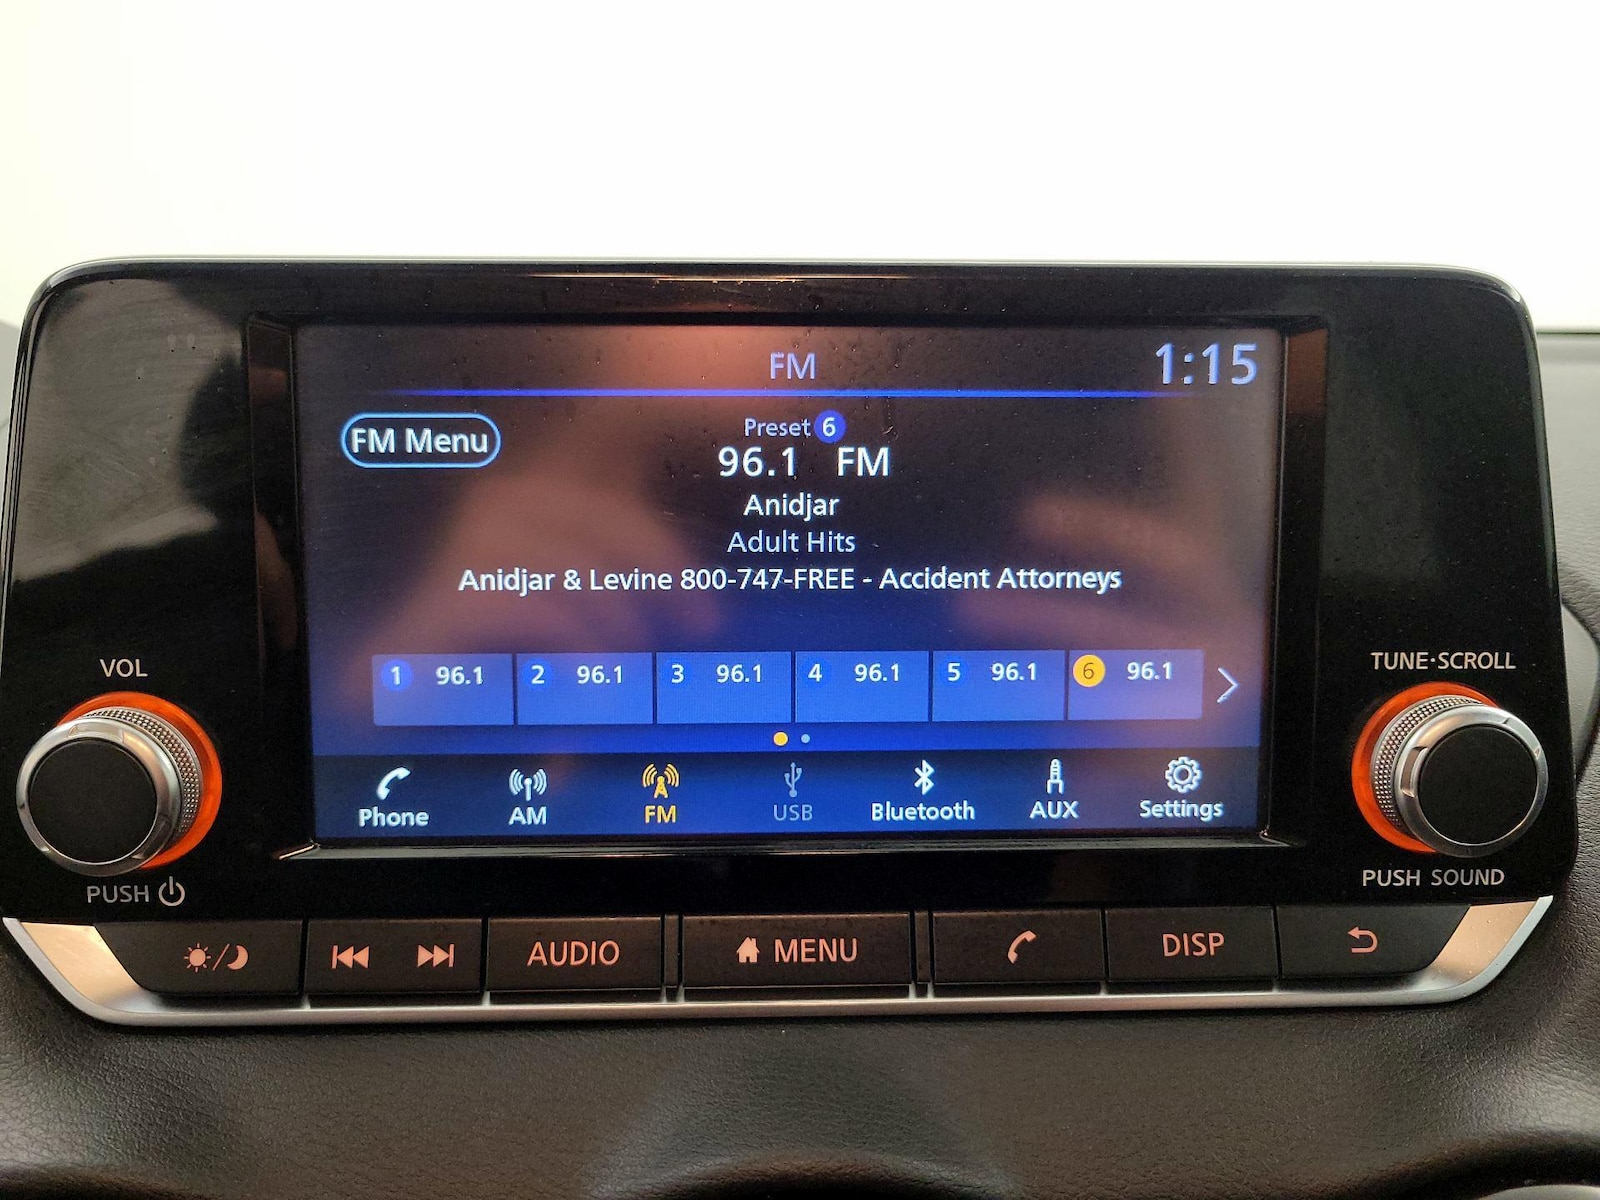 FM 1:15
FM Menu
Preset 6
96.1 FM
Anidjar
Adult Hits
Anidjar & Levine 800-747-FREE - Accident Attorneys
1 96.1 2 96.1 3 96.1 4 96.1 5 96.1 6 96.1
VOL
TUNE·SCROLL
Phone AM FM USB Bluetooth AUX Settings
PUSH
PUSH SOUND
AUDIO MENU DISP